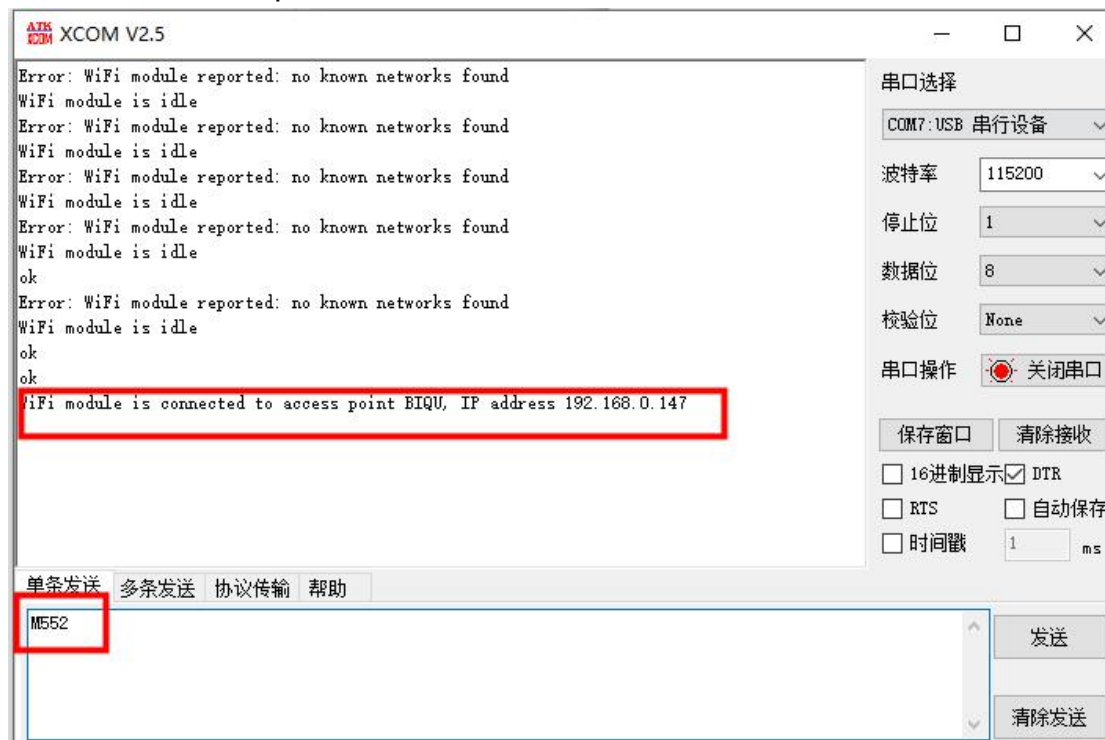 ATK
XCOM
XCOM V2.5
Error: WiFi module reported: no known networks found
WiFi module is idle
Error: WiFi module reported: no known networks found
WiFi module is idle
Error: WiFi module reported: no known networks found
WiFi module is idle
Error: WiFi module reported: no known networks found
WiFi module is idle
ok
Error: WiFi module reported: no known networks found
WiFi module is idle
ok
ok
WiFi module is connected to access point BIQU, IP address 192.168.0.147
串口选择
COM7:USB 串行设备
波特率 115200
停止位 1
数据位 8
校验位 None
串口操作 关闭串口
保存窗口 清除接收
16进制显示 DTR
RTS 自动保存
时间戳 1 ms
单条发送 多条发送 协议传输 帮助
M552
发送
清除发送